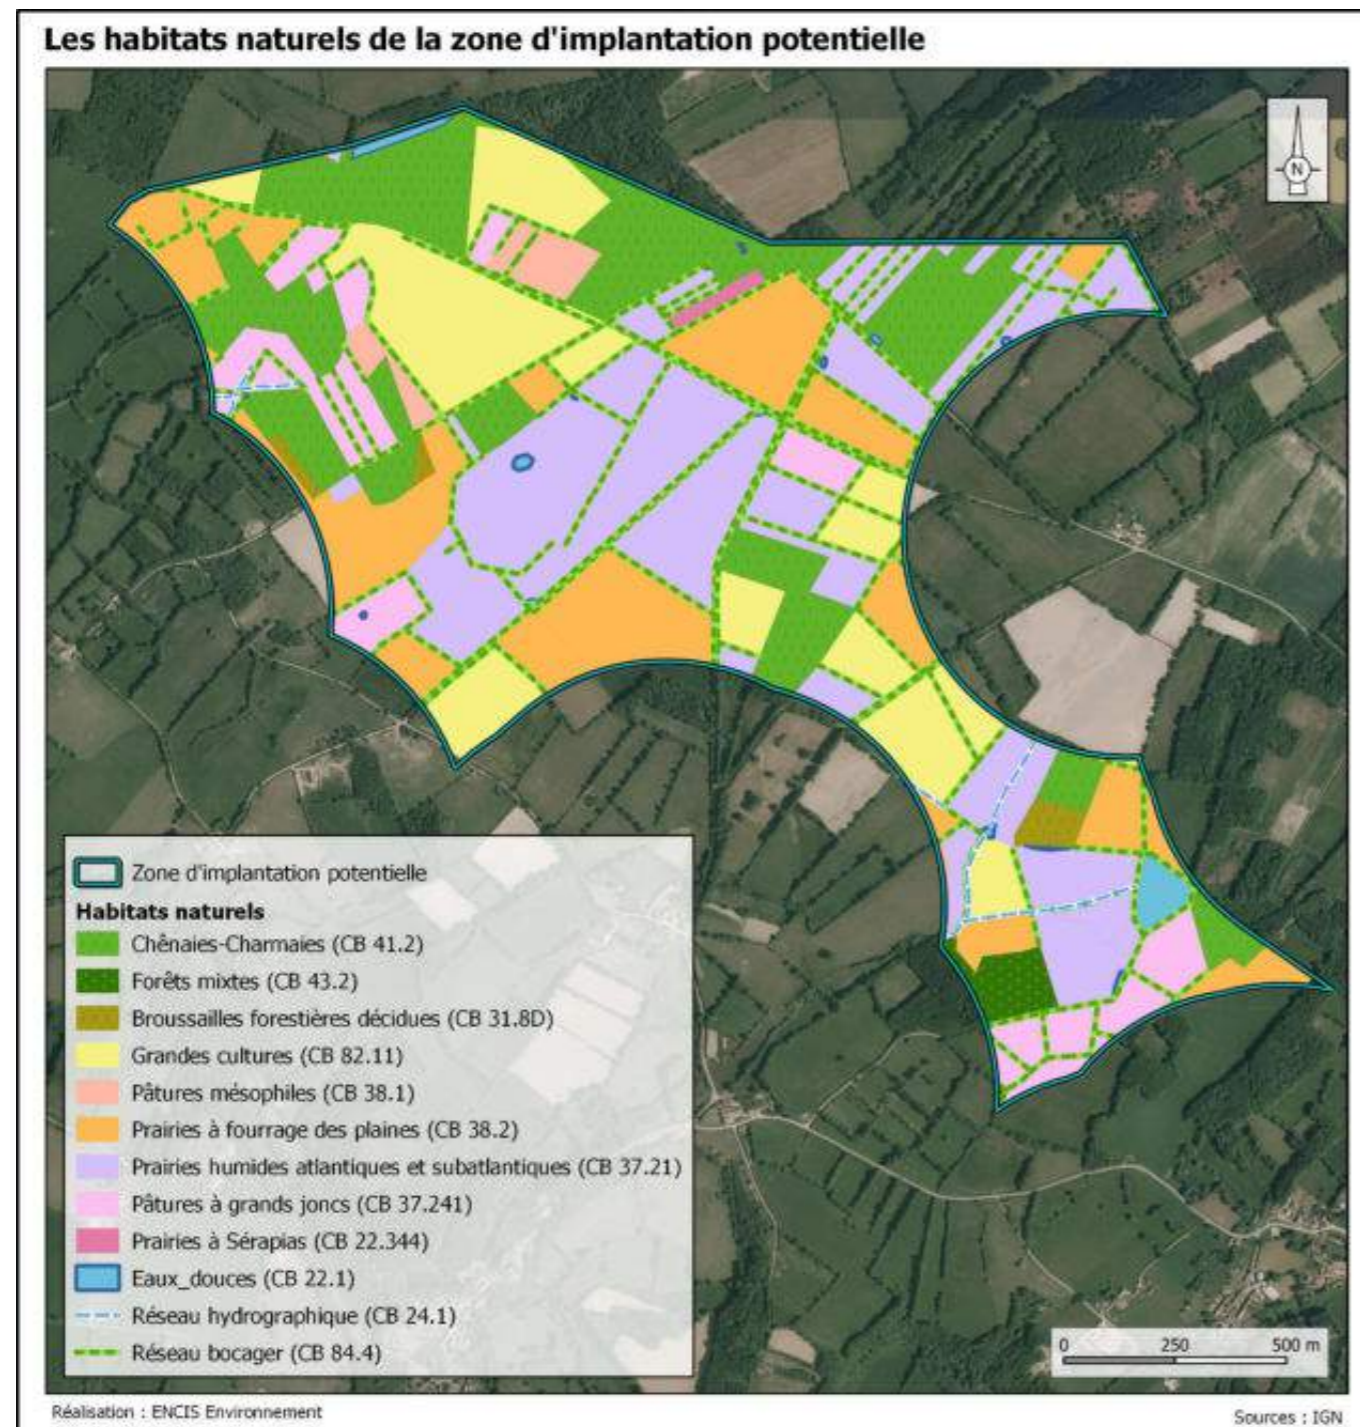 Les habitats naturels de la zone d'implantation potentielle
N
Zone d'implantation potentielle
Habitats naturels
Chênaies-Charmaies (CB 41.2)
Forêts mixtes (CB 43.2)
Broussailles forestières décidues (CB 31.8D)
Grandes cultures (CB 82.11)
Pâtures mésophiles (CB 38.1)
Prairies à fourrage des plaines (CB 38.2)
Prairies humides atlantiques et subatlantiques (CB 37.21)
Pâtures à grands joncs (CB 37.241)
Prairies à Sérapias (CB 22.344)
Eaux_douces (CB 22.1)
Réseau hydrographique (CB 24.1)
Réseau bocager (CB 84.4)
0 250 500 m
Réalisation : ENCIS Environnement
Sources : IGN